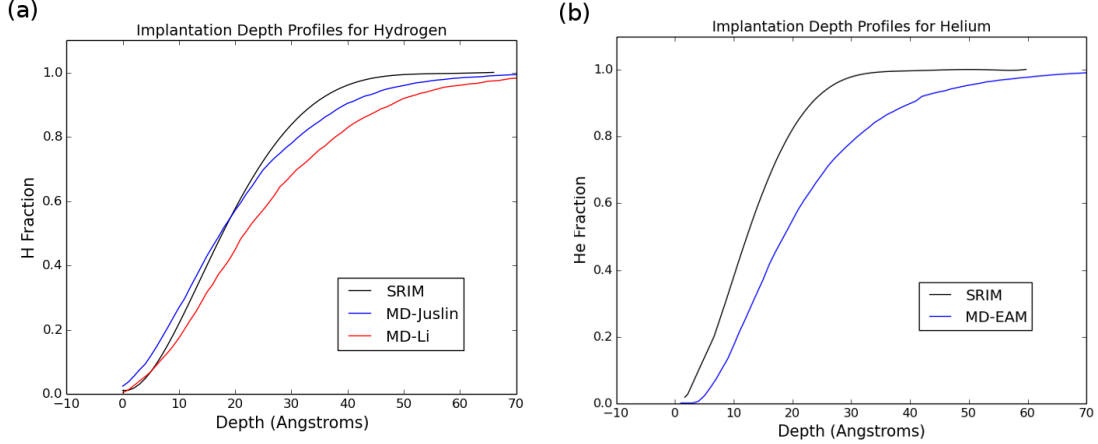 (a)
Implantation Depth Profiles for Hydrogen
1.0
0.8
0.6
0.4
0.2
0.0
H Fraction
−10 0 10 20 30 40 50 60 70
Depth (Angstroms)
SRIM
MD-Juslin
MD-Li
(b)
Implantation Depth Profiles for Helium
1.0
0.8
0.6
0.4
0.2
0.0
He Fraction
−10 0 10 20 30 40 50 60 70
Depth (Angstroms)
SRIM
MD-EAM